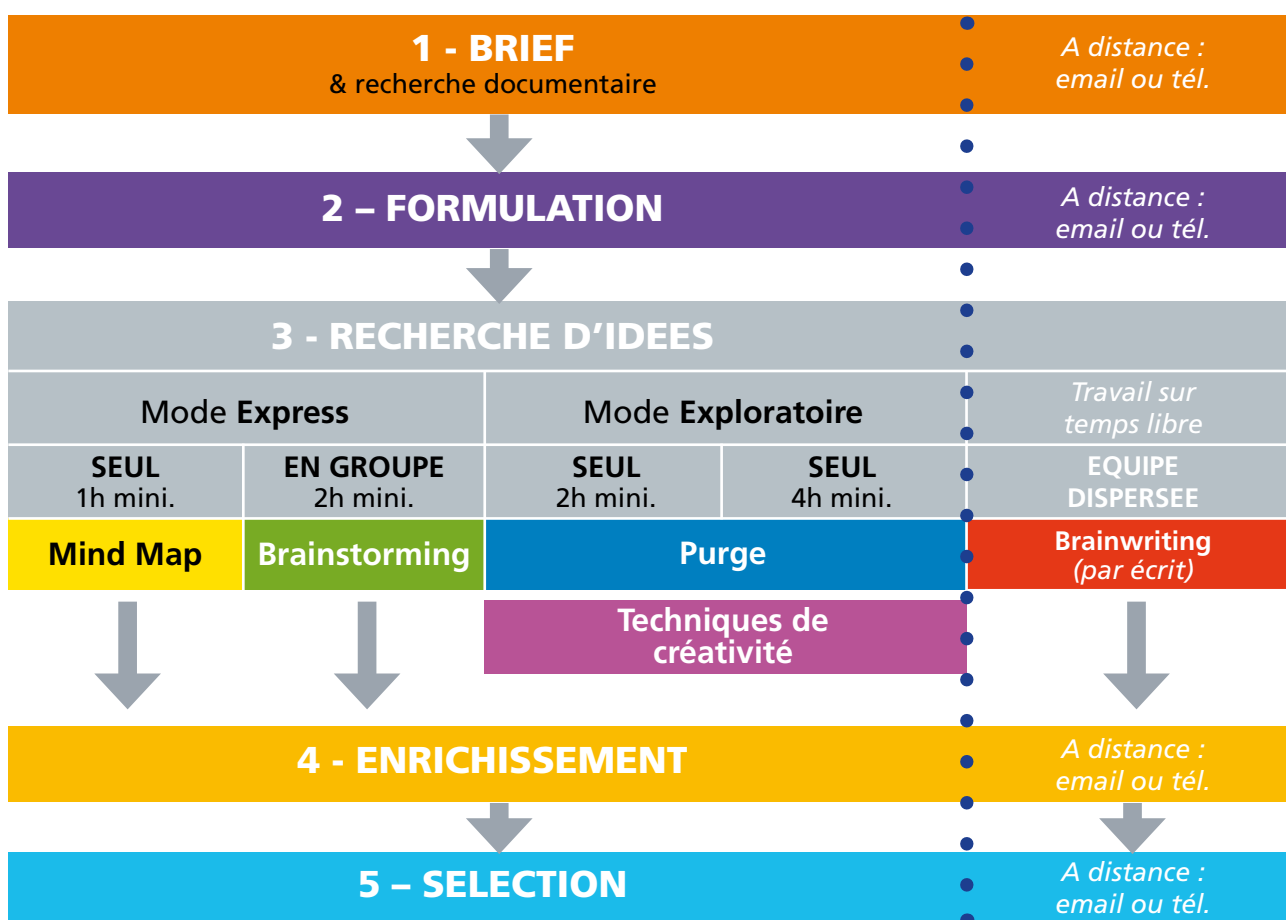 1 - BRIEF
& recherche documentaire
A distance :
email ou tél.
2 – FORMULATION
A distance :
email ou tél.
3 - RECHERCHE D'IDEES
Mode Express
Mode Exploratoire
Travail sur
temps libre
SEUL
1h mini.
EN GROUPE
2h mini.
SEUL
2h mini.
SEUL
4h mini.
EQUIPE
DISPERSEE
Mind Map
Brainstorming
Purge
Brainwriting
(par écrit)
Techniques de
créativité
4 - ENRICHISSEMENT
A distance :
email ou tél.
5 – SELECTION
A distance :
email ou tél.